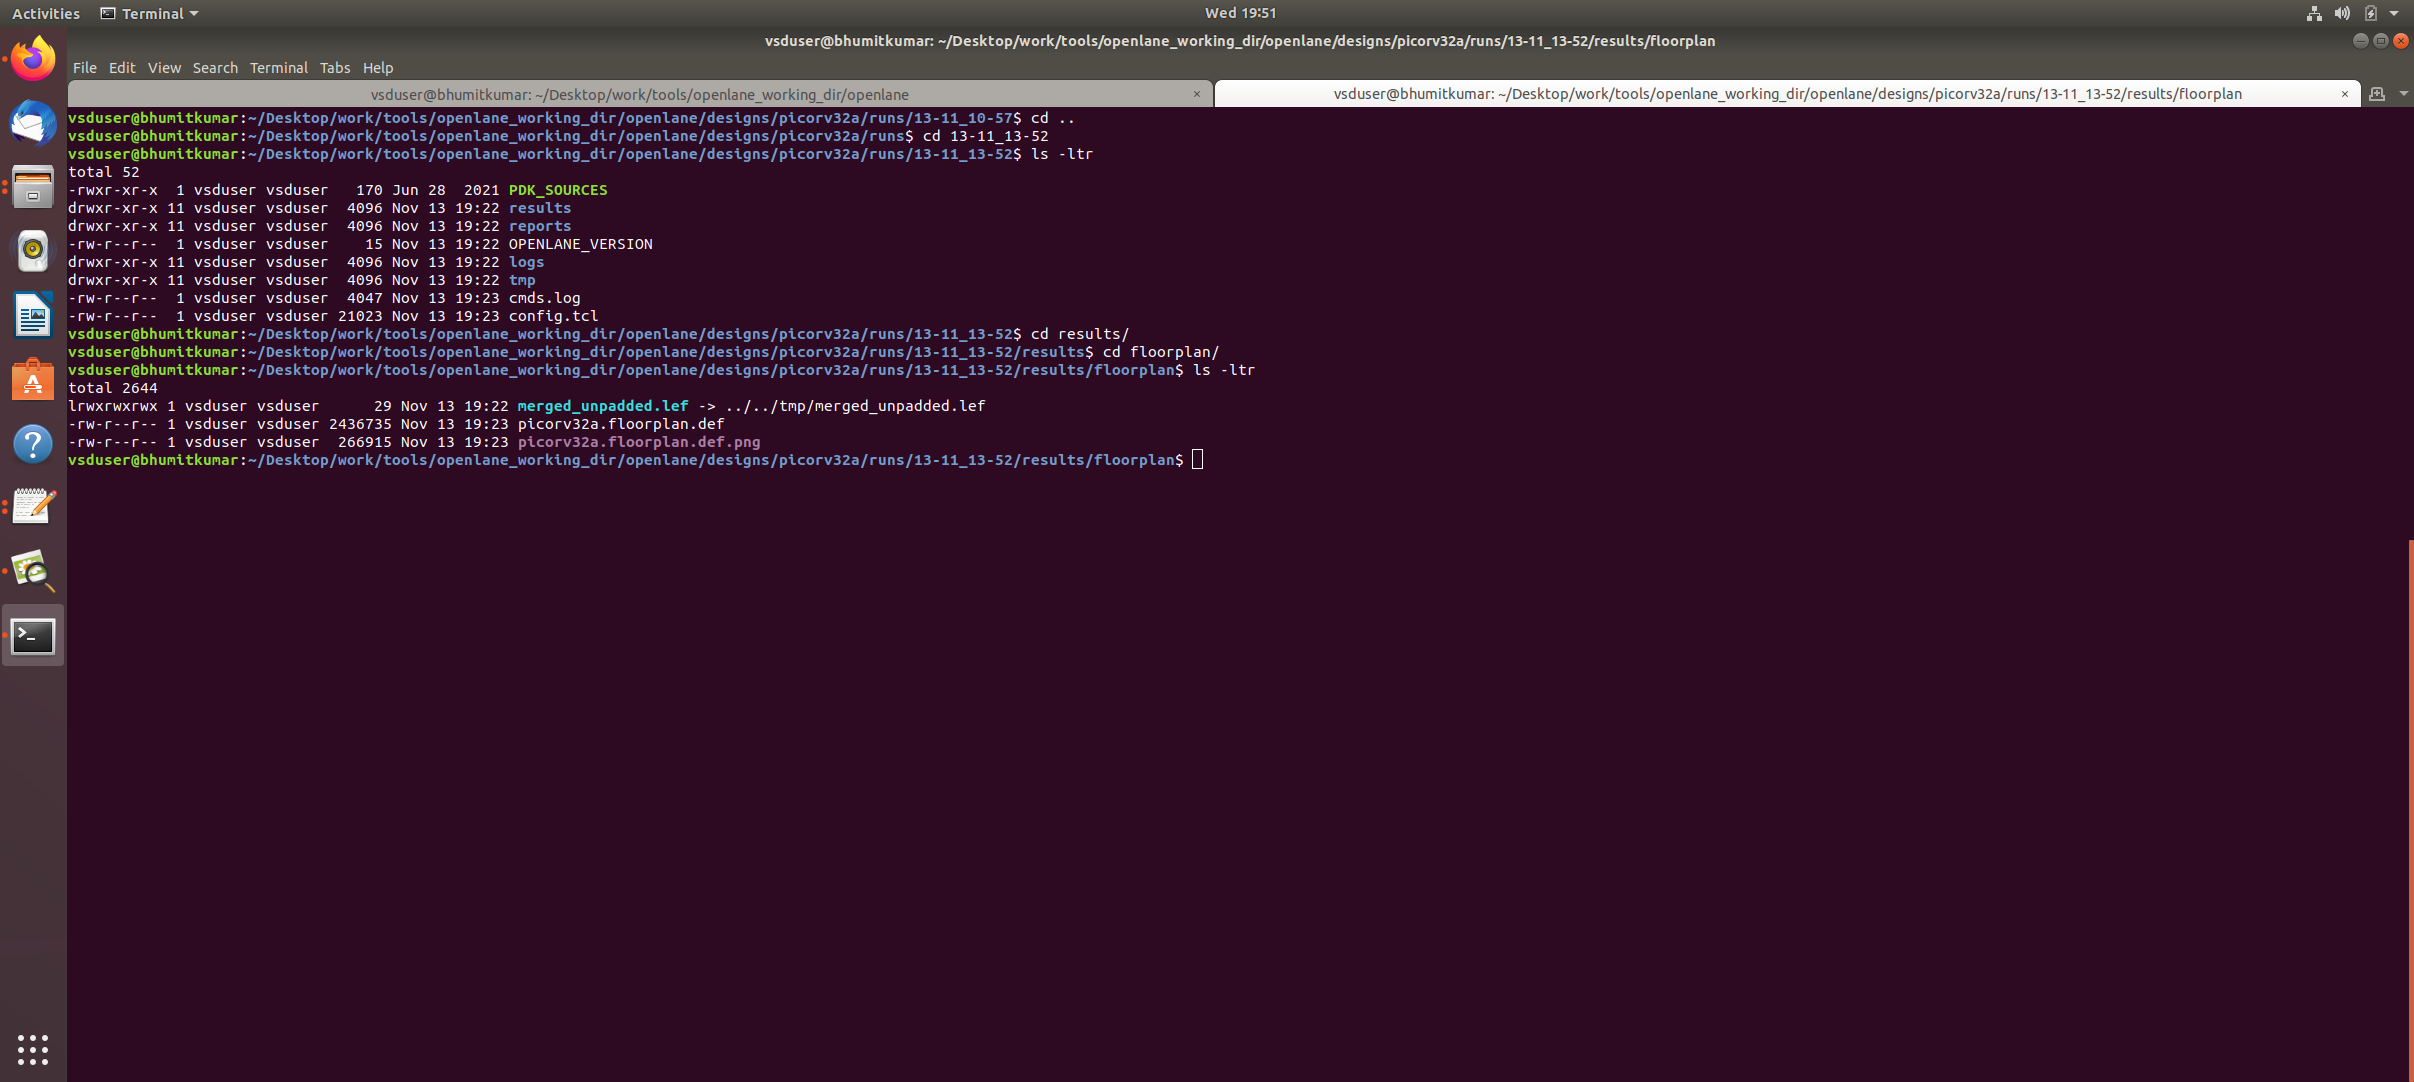 Activities Terminal Wed 19:51
vsduser@bhumitkumar: ~/Desktop/work/tools/openlane_working_dir/openlane/designs/picorv32a/runs/13-11_13-52/results/floorplan
File Edit View Search Terminal Tabs Help
vsduser@bhumitkumar: ~/Desktop/work/tools/openlane_working_dir/openlane × vsduser@bhumitkumar: ~/Desktop/work/tools/openlane_working_dir/openlane/designs/picorv32a/runs/13-11_13-52/results/floorplan ×
vsduser@bhumitkumar:~/Desktop/work/tools/openlane_working_dir/openlane/designs/picorv32a/runs/13-11_10-57$ cd ..
vsduser@bhumitkumar:~/Desktop/work/tools/openlane_working_dir/openlane/designs/picorv32a/runs$ cd 13-11_13-52
vsduser@bhumitkumar:~/Desktop/work/tools/openlane_working_dir/openlane/designs/picorv32a/runs/13-11_13-52$ ls -ltr
total 52
-rwxr-xr-x  1 vsduser vsduser   170 Jun 28  2021 PDK_SOURCES
drwxr-xr-x 11 vsduser vsduser  4096 Nov 13 19:22 results
drwxr-xr-x 11 vsduser vsduser  4096 Nov 13 19:22 reports
-rw-r--r--  1 vsduser vsduser    15 Nov 13 19:22 OPENLANE_VERSION
drwxr-xr-x 11 vsduser vsduser  4096 Nov 13 19:22 logs
drwxr-xr-x 11 vsduser vsduser  4096 Nov 13 19:22 tmp
-rw-r--r--  1 vsduser vsduser  4047 Nov 13 19:23 cmds.log
-rw-r--r--  1 vsduser vsduser 21023 Nov 13 19:23 config.tcl
vsduser@bhumitkumar:~/Desktop/work/tools/openlane_working_dir/openlane/designs/picorv32a/runs/13-11_13-52$ cd results/
vsduser@bhumitkumar:~/Desktop/work/tools/openlane_working_dir/openlane/designs/picorv32a/runs/13-11_13-52/results$ cd floorplan/
vsduser@bhumitkumar:~/Desktop/work/tools/openlane_working_dir/openlane/designs/picorv32a/runs/13-11_13-52/results/floorplan$ ls -ltr
total 2644
lrwxrwxrwx 1 vsduser vsduser      29 Nov 13 19:22 merged_unpadded.lef -> ../../tmp/merged_unpadded.lef
-rw-r--r-- 1 vsduser vsduser 2436735 Nov 13 19:23 picorv32a.floorplan.def
-rw-r--r-- 1 vsduser vsduser  266915 Nov 13 19:23 picorv32a.floorplan.def.png
vsduser@bhumitkumar:~/Desktop/work/tools/openlane_working_dir/openlane/designs/picorv32a/runs/13-11_13-52/results/floorplan$